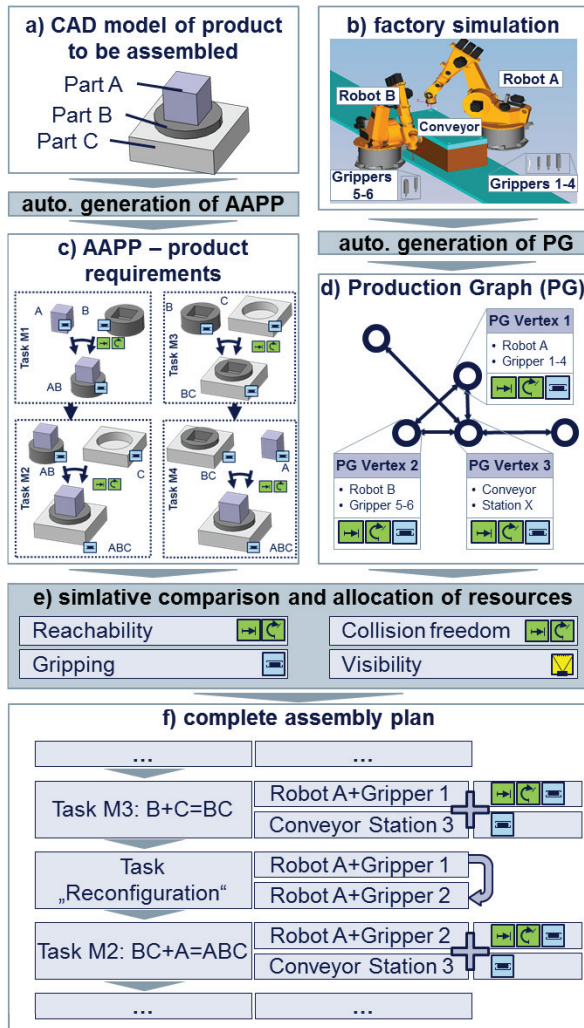 a) CAD model of product
to be assembled
Part A
Part B
Part C
b) factory simulation
Robot A
Robot B
Conveyor
Grippers
5-6
Grippers 1-4
auto. generation of AAPP
auto. generation of PG
c) AAPP – product
requirements
Task M1
A
B
AB
Task M3
B
C
BC
Task M2
AB
C
ABC
Task M4
BC
A
ABC
d) Production Graph (PG)
PG Vertex 1
• Robot A
• Gripper 1-4
PG Vertex 2
• Robot B
• Gripper 5-6
PG Vertex 3
• Conveyor
• Station X
e) simlative comparison and allocation of resources
Reachability
Collision freedom
Gripping
Visibility
f) complete assembly plan
...
...
Task M3: B+C=BC
Robot A+Gripper 1
Conveyor Station 3
Task
„Reconfiguration“
Robot A+Gripper 1
Robot A+Gripper 2
Task M2: BC+A=ABC
Robot A+Gripper 2
Conveyor Station 3
...
...